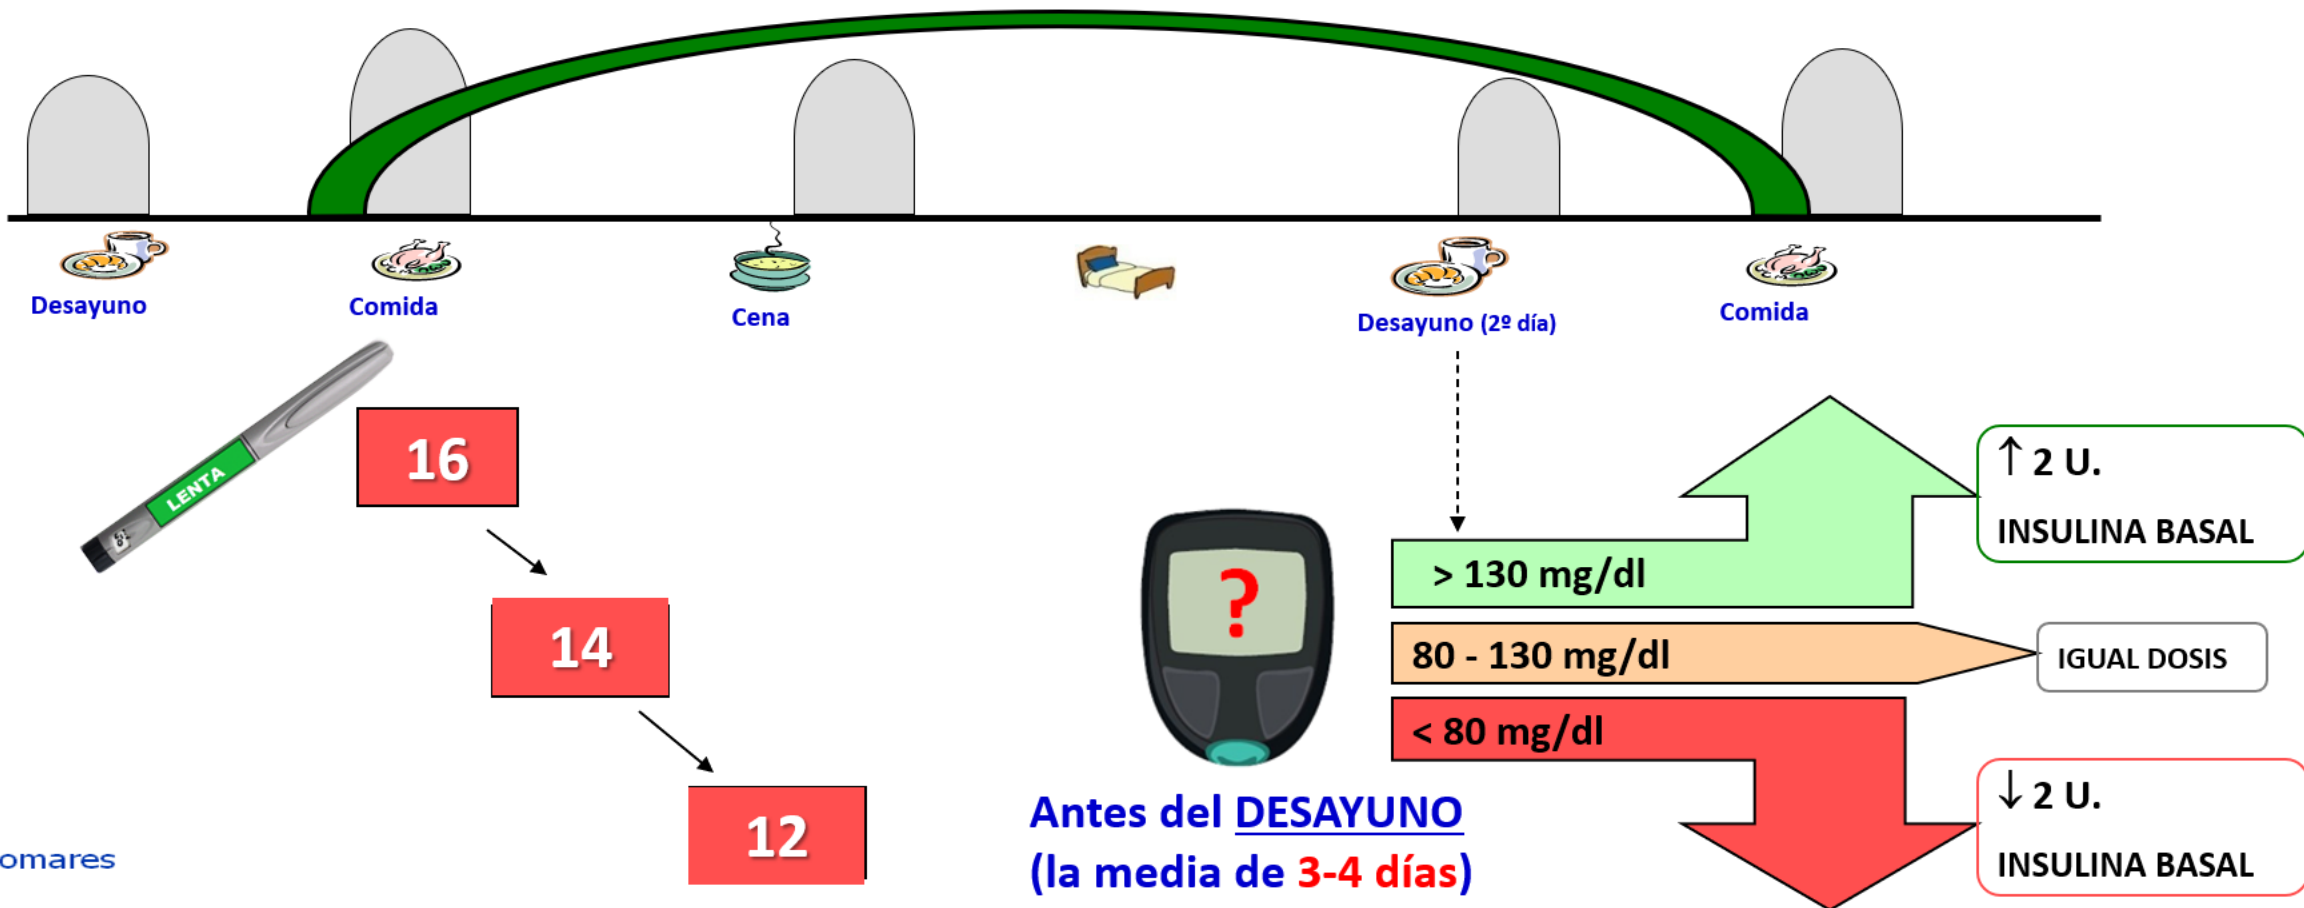 Desayuno
Comida
Cena
Desayuno (2º día)
Comida
LENTA
16
14
12
?
Antes del DESAYUNO
(la media de 3-4 días)
> 130 mg/dl
80 - 130 mg/dl
< 80 mg/dl
↑ 2 U.
INSULINA BASAL
IGUAL DOSIS
↓ 2 U.
INSULINA BASAL
omares